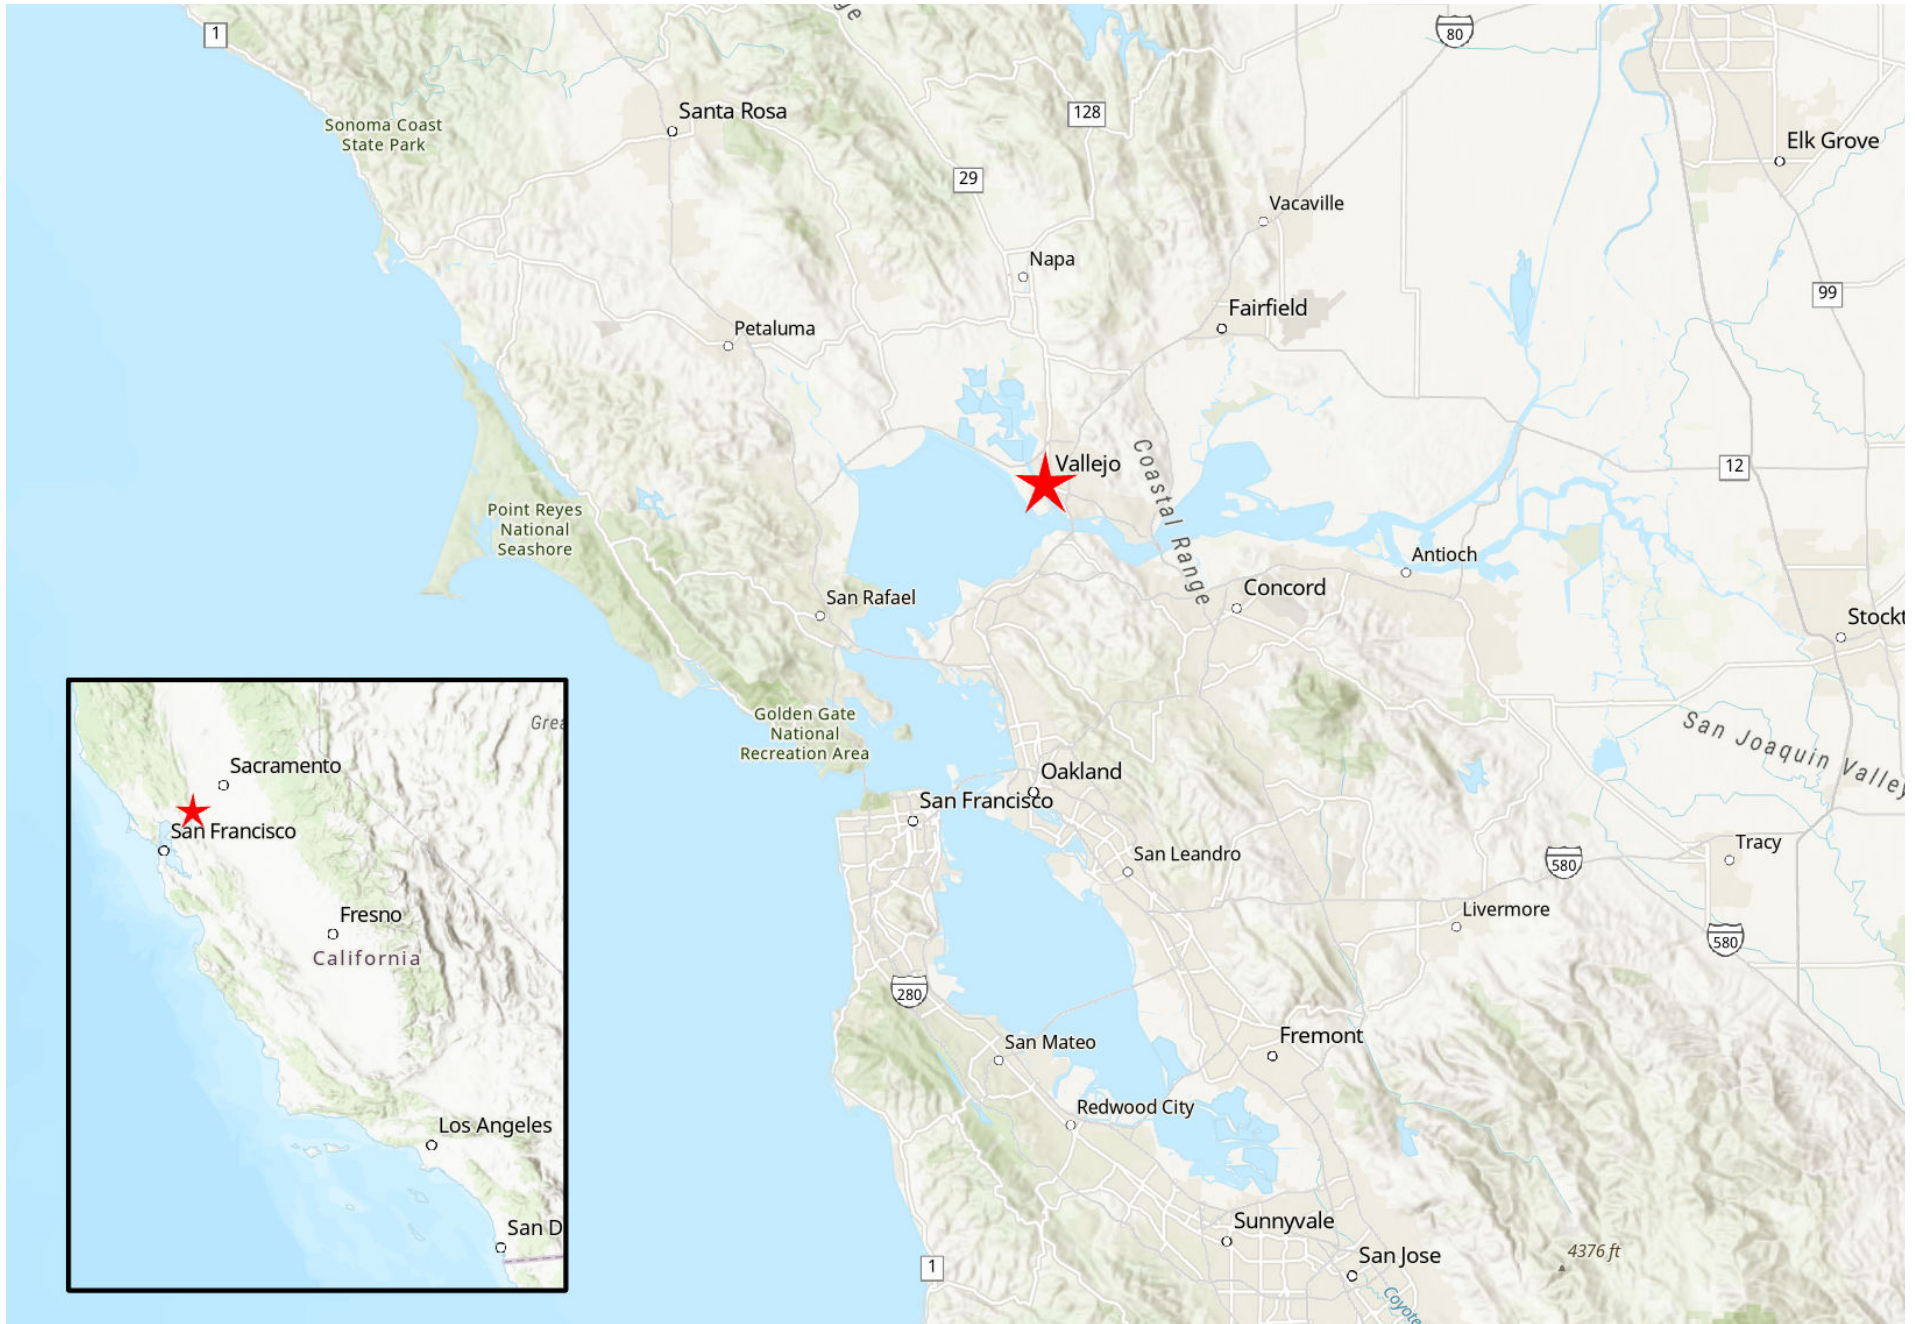 1
80
Sonoma Coast
State Park
Santa Rosa
128
Elk Grove
29
Vacaville
Napa
Fairfield
99
Petaluma
Vallejo
12
Coastal Range
Point Reyes
National
Seashore
Antioch
Concord
San Rafael
Stockt
Golden Gate
National
Recreation Area
San Joaquin Valley
Oakland
San Francisco
San Leandro
580
Tracy
Livermore
580
280
Fremont
San Mateo
Redwood City
Sunnyvale
San Jose
4376 ft
1
Coyote
Grea
Sacramento
San Francisco
Fresno
California
Los Angeles
San D